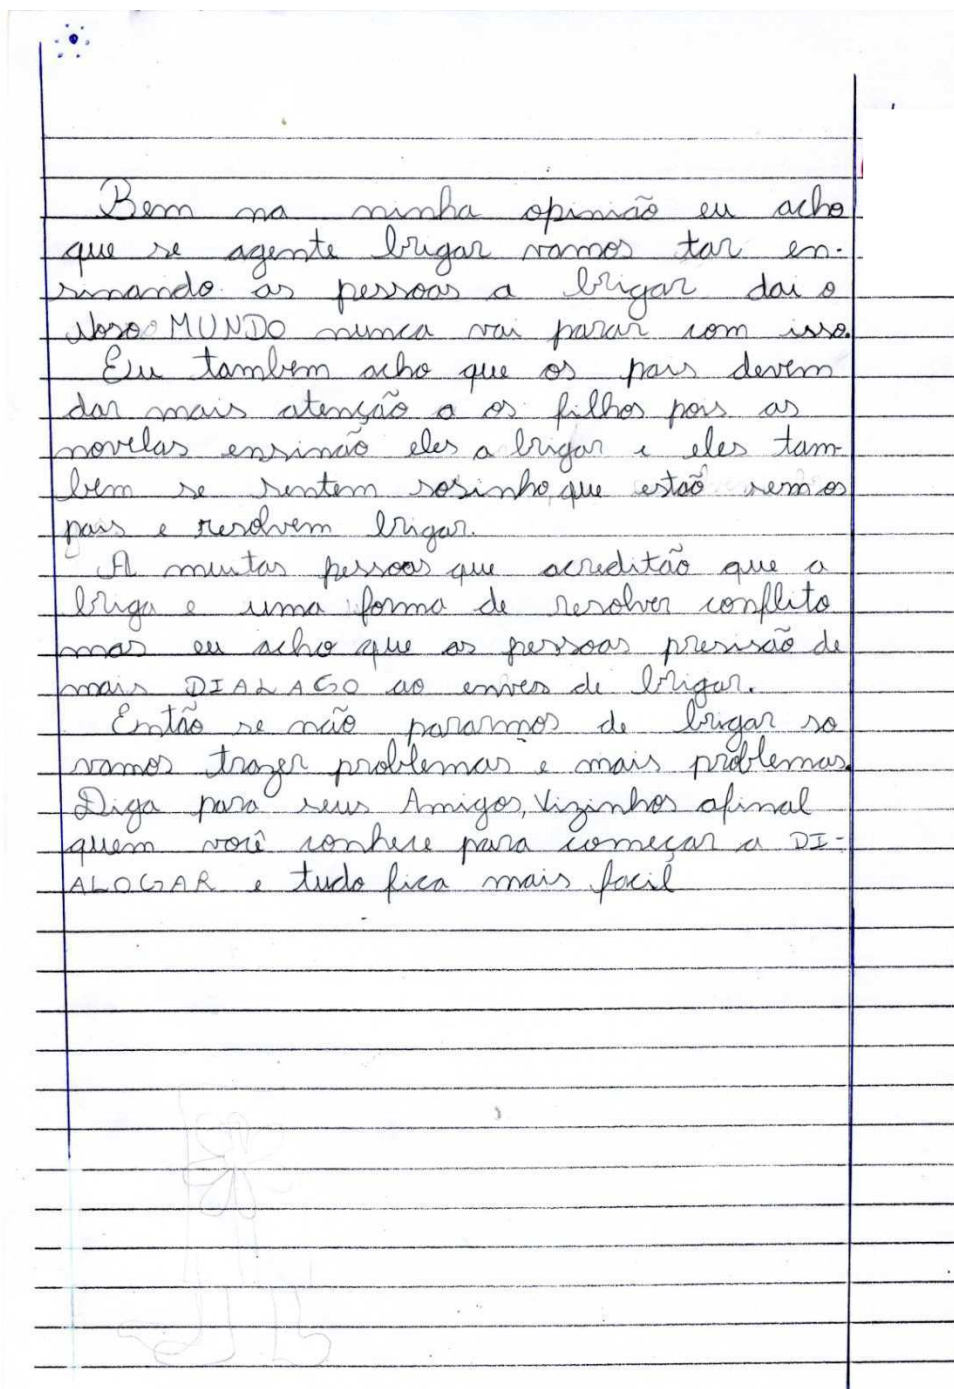 Bem na minha opinião eu acho
que se agente brigar vamos tar en-
sinando as pessoas a brigar dai o
Noso MUNDO nunca vai parar com isso.
Eu tambem acho que os pais devem
dar mais atenção a os filhos pois as
novelas ensinão eles a brigar e eles tam-
bem se sentem sosinho, que estão sem os
pais e resolvem brigar.
A muitas pessoas que acreditão que a
briga e uma forma de resolver conflito
mas eu acho que as pessoas presisão de
mais DIALAGO ao enves de brigar.
Então se não pararmos de brigar so
vamos trazer problemas e mais problemas.
Diga para seus Amigos, Vizinhos afinal
quem você conhece para começar a DI-
ALOGAR e tudo fica mais facil